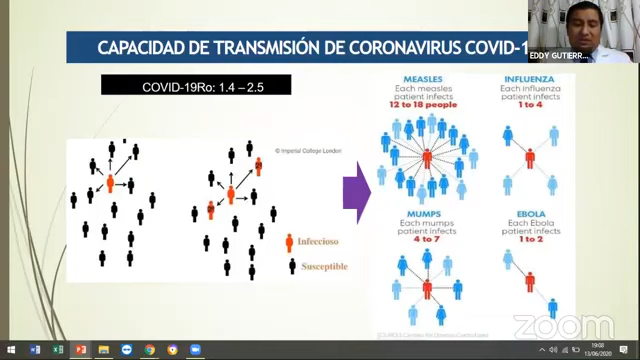 CAPACIDAD DE TRANSMISIÓN DE CORONAVIRUS COVID-1
EDDY GUTIERR...
COVID-19Ro: 1.4 – 2.5
© Imperial College London
Infeccioso
Susceptible
MEASLES
Each measles
patient infects
12 to 18 people
INFLUENZA
Each influenza
patient infects
1 to 4
MUMPS
Each mumps
patient infects
4 to 7
EBOLA
Each Ebola
patient infects
1 to 2
zoom
19:03
13/06/2020